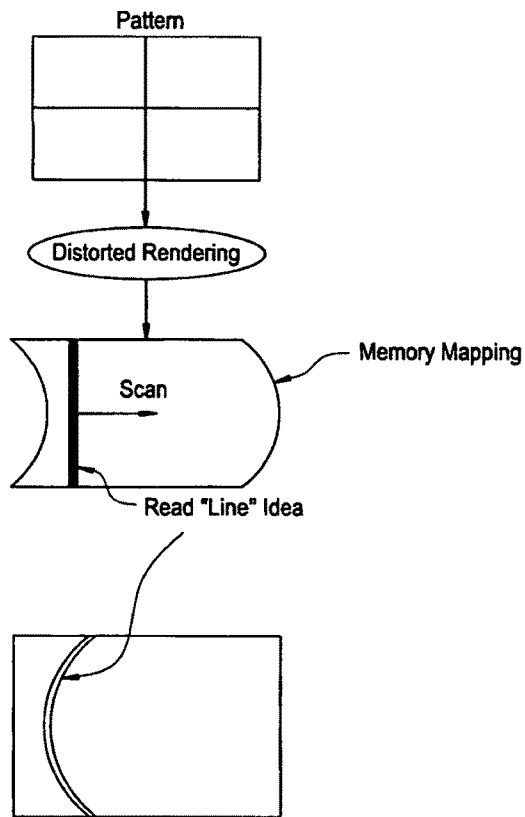 Pattern
Distorted Rendering
Memory Mapping
Scan
Read "Line" Idea